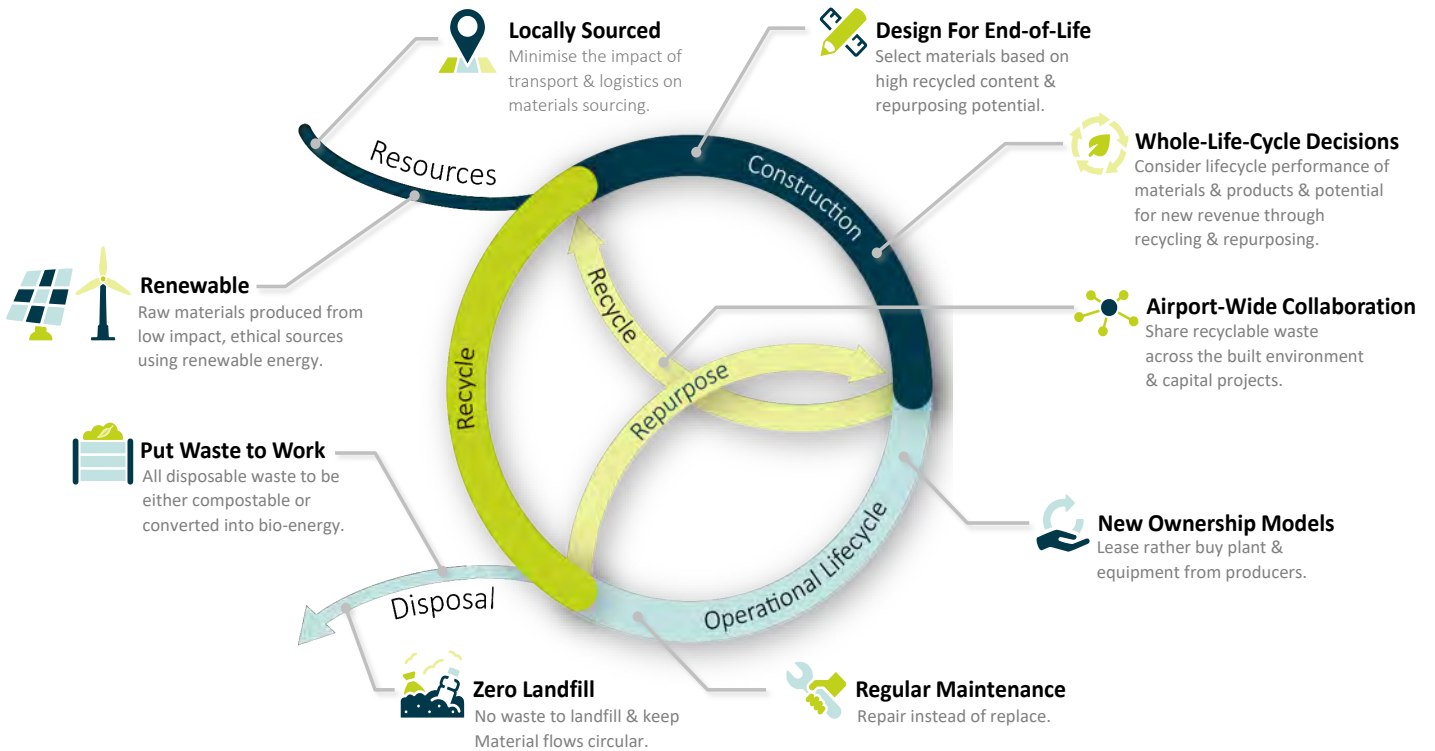 Locally Sourced
Minimise the impact of
transport & logistics on
materials sourcing.
Design For End-of-Life
Select materials based on
high recycled content &
repurposing potential.
Whole-Life-Cycle Decisions
Consider lifecycle performance of
materials & products & potential
for new revenue through
recycling & repurposing.
Resources
Construction
Renewable
Raw materials produced from
low impact, ethical sources
using renewable energy.
Recycle
Recycle
Repurpose
Airport-Wide Collaboration
Share recyclable waste
across the built environment
& capital projects.
Put Waste to Work
All disposable waste to be
either compostable or
converted into bio-energy.
New Ownership Models
Lease rather buy plant &
equipment from producers.
Operational Lifecycle
Disposal
Zero Landfill
No waste to landfill & keep
Material flows circular.
Regular Maintenance
Repair instead of replace.